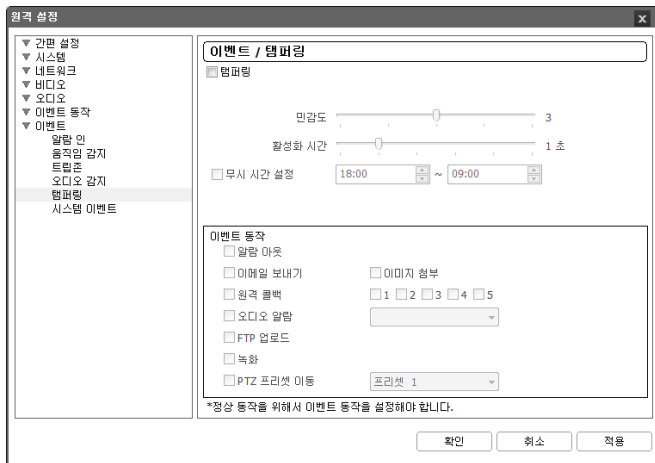 원격 설정
간편 설정
시스템
네트워크
비디오
오디오
이벤트 동작
이벤트
알람 인
움직임 감지
트립존
오디오 감지
탬퍼링
시스템 이벤트
이벤트 / 탬퍼링
탬퍼링
민감도 3
활성화 시간 1 초
무시 시간 설정 18:00 ~ 09:00
이벤트 동작
알람 아웃
이메일 보내기 이미지 첨부
원격 콜백 1 2 3 4 5
오디오 알람
FTP 업로드
녹화
PTZ 프리셋 이동 프리셋 1
*정상 동작을 위해서 이벤트 동작을 설정해야 합니다.
확인 취소 적용